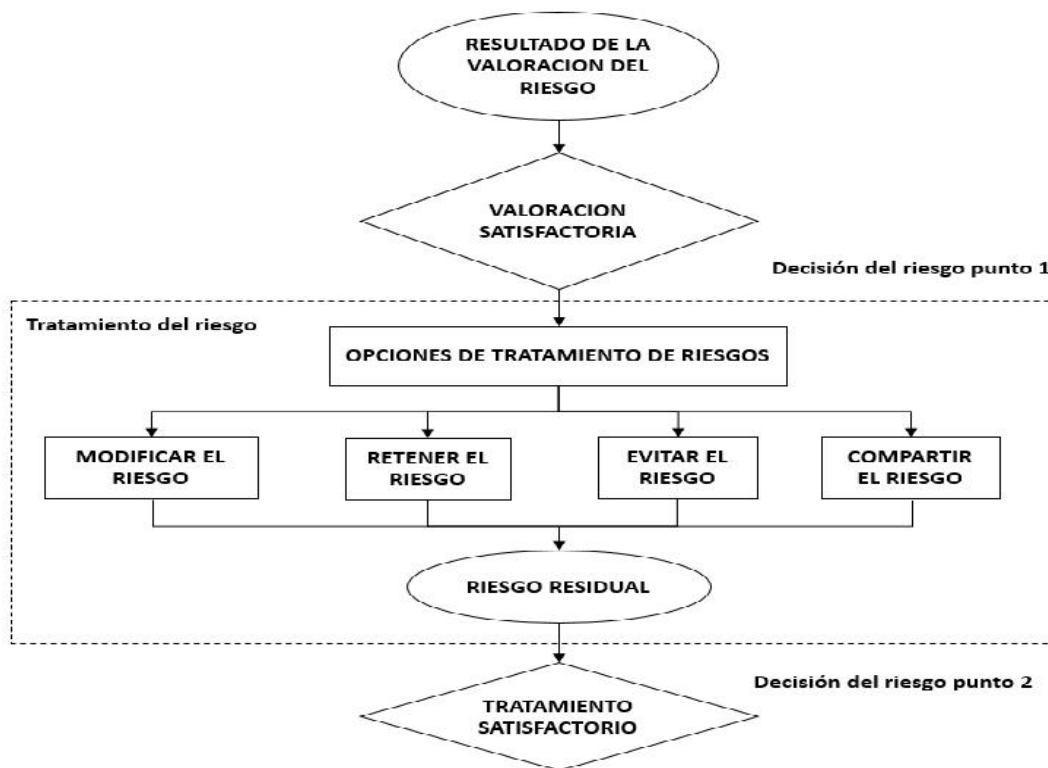 RESULTADO DE LA
VALORACION DEL
RIESGO
VALORACION
SATISFACTORIA
Decisión del riesgo punto 1
Tratamiento del riesgo
OPCIONES DE TRATAMIENTO DE RIESGOS
MODIFICAR EL
RIESGO
RETENER EL
RIESGO
EVITAR EL
RIESGO
COMPARTIR
EL RIESGO
RIESGO RESIDUAL
Decisión del riesgo punto 2
TRATAMIENTO
SATISFACTORIO